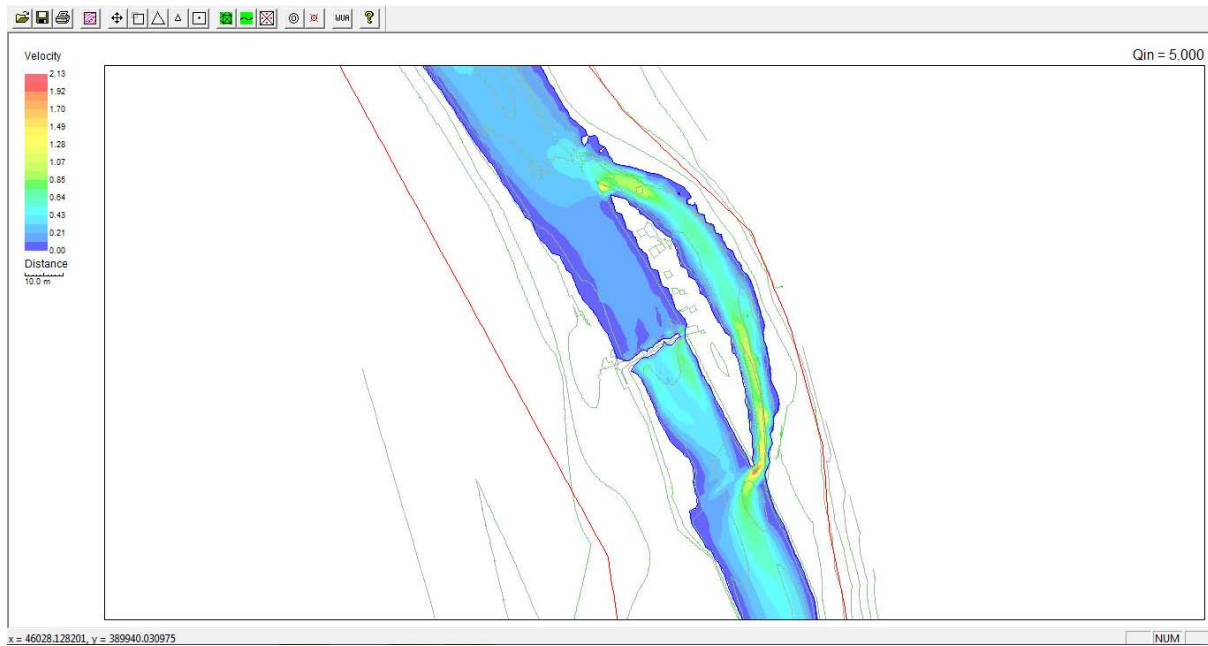 WUA
?
Velocity
Qin = 5.000
2.13
1.92
1.70
1.49
1.28
1.07
0.85
0.64
0.43
0.21
0.00
Distance
10.0 m
x = 46028.128201, y = 389940.030975
NUM